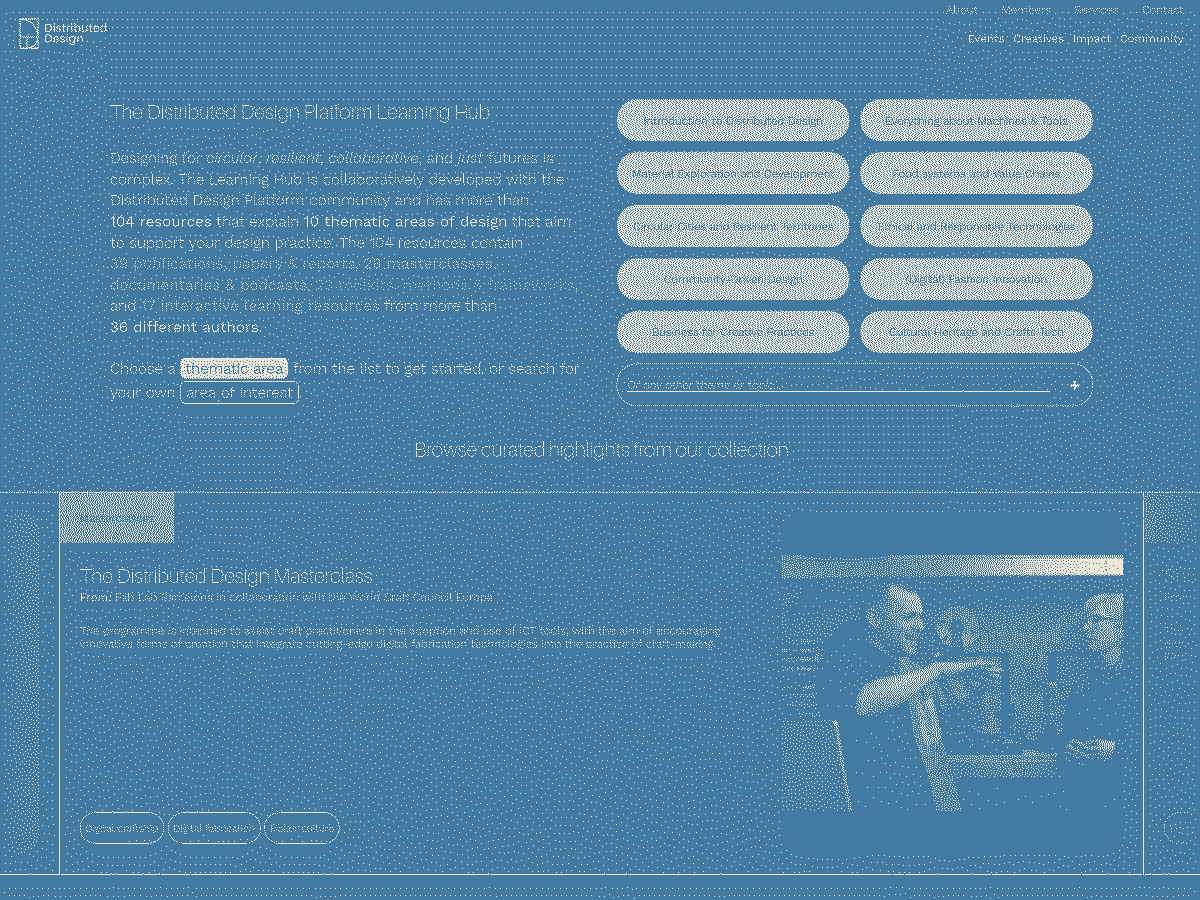 About Members Services Contact
Distributed
Design
Events Creatives Impact Community
The Distributed Design Platform Learning Hub
Designing for circular, resilient, collaborative, and just futures is
complex. The Learning Hub is collaboratively developed with the
Distributed Design Platform community and has more than
104 resources that explain 10 thematic areas of design that aim
to support your design practice. The 104 resources contain
39 publications, papers & reports, 28 masterclasses,
documentaries & podcasts, toolkits, methods & frameworks,
and 17 interactive learning resources from more than
36 different authors.
Choose a thematic area from the list to get started, or search for
your own area of interest
Introduction to Distributed Design
Everything about Machines & Tools
Material Exploration and Development
Food systems and Value Chains
Circular Cities and Resilient Territories
Ethical and Responsible Technologies
Community-Driven Design
Digital Fashion Innovation
Business for Creative Practices
Cultural Heritage and Crafts Tech
Or any other theme or tools...
+
Browse curated highlights from our collection
The Distributed Design Masterclass
From: Fab Lab Barcelona in collaboration with the World Craft Council Europe
The programme is intended to assist craft practitioners in the adoption and use of ICT tools, with the aim of encouraging
innovative forms of creation that integrate cutting-edge digital fabrication technologies into the practice of craft-making.
Digital craftship
Digital fabrication
Maker culture